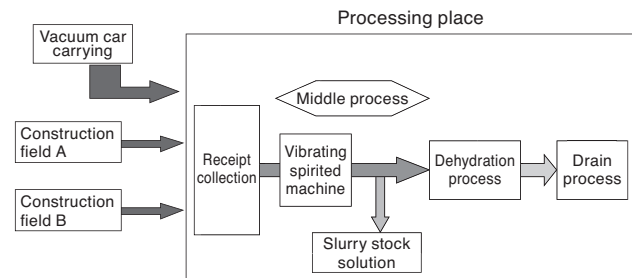 Processing place
Vacuum car
carrying
Middle process
Construction
field A
Receipt
collection
Vibrating
spirited
machine
Dehydration
process
Drain
process
Construction
field B
Slurry stock
solution